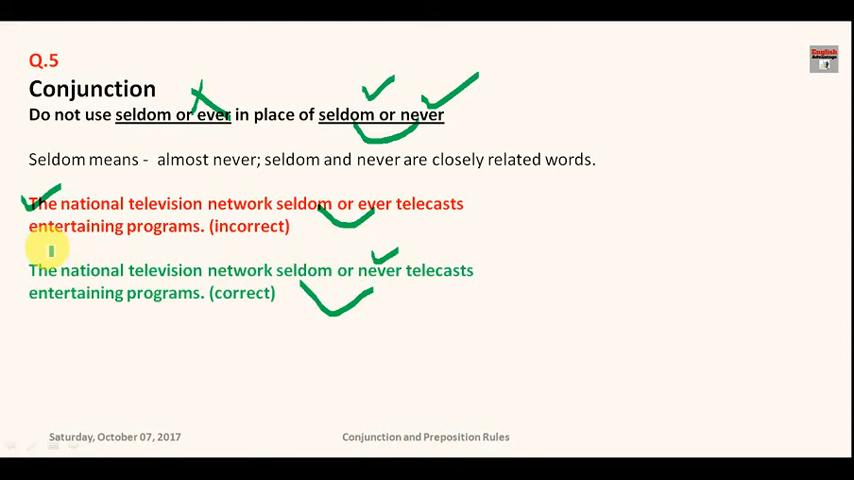 Q.5
English
Advantage
Conjunction
Do not use seldom or ever in place of seldom or never
Seldom means - almost never; seldom and never are closely related words.
The national television network seldom or ever telecasts
entertaining programs. (incorrect)
The national television network seldom or never telecasts
entertaining programs. (correct)
Saturday, October 07, 2017
Conjunction and Preposition Rules